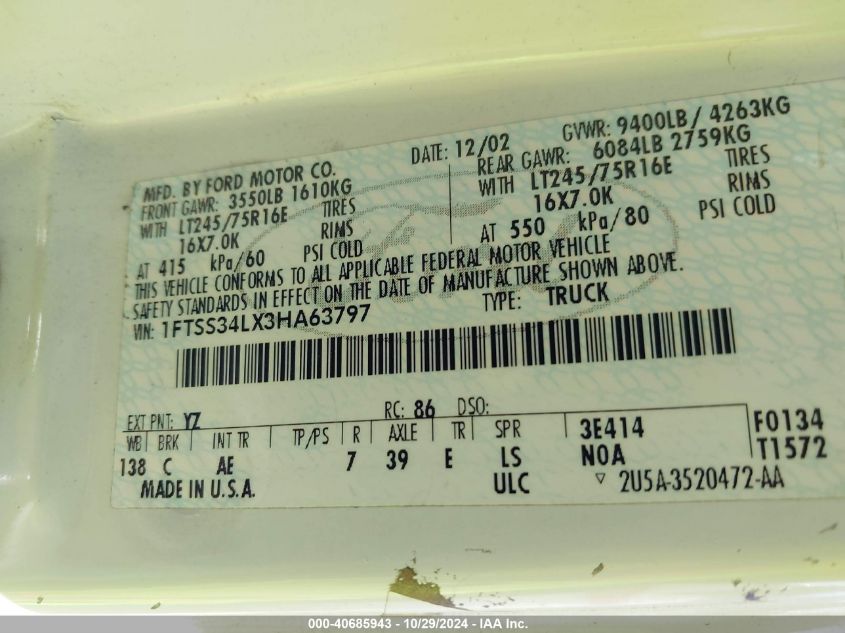 MFD. BY FORD MOTOR CO. DATE: 12/02 GVWR: 9400LB/ 4263KG
FRONT GAWR: 3550LB 1610KG REAR GAWR: 6084LB 2759KG
WITH LT245/75R16E TIRES WITH LT245/75R16E TIRES
16X7.0K RIMS 16X7.0K RIMS
AT 415 kPa/60 PSI COLD AT 550 kPa/80 PSI COLD
THIS VEHICLE CONFORMS TO ALL APPLICABLE FEDERAL MOTOR VEHICLE
SAFETY STANDARDS IN EFFECT ON THE DATE OF MANUFACTURE SHOWN ABOVE.
VIN: 1FTSS34LX3HA63797 TYPE: TRUCK
EXT PNT: YZ RC: 86 DSO:
WB BRK INT TR TP/PS R AXLE TR SPR 3E414 F0134
138 C AE 7 39 E LS N0A T1572
MADE IN U.S.A. ULC ▽ 2U5A-3520472-AA
000-40685943 - 10/29/2024 - IAA Inc.